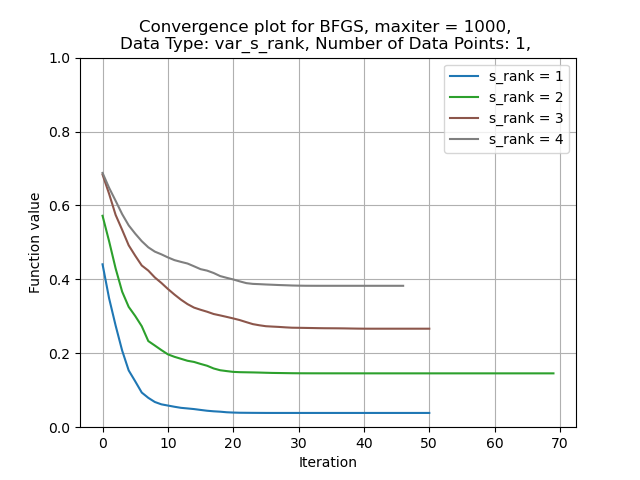 Convergence plot for BFGS, maxiter = 1000,
Data Type: var_s_rank, Number of Data Points: 1,
s_rank = 1
s_rank = 2
s_rank = 3
s_rank = 4
Function value
1.0
0.8
0.6
0.4
0.2
0.0
0 10 20 30 40 50 60 70
Iteration